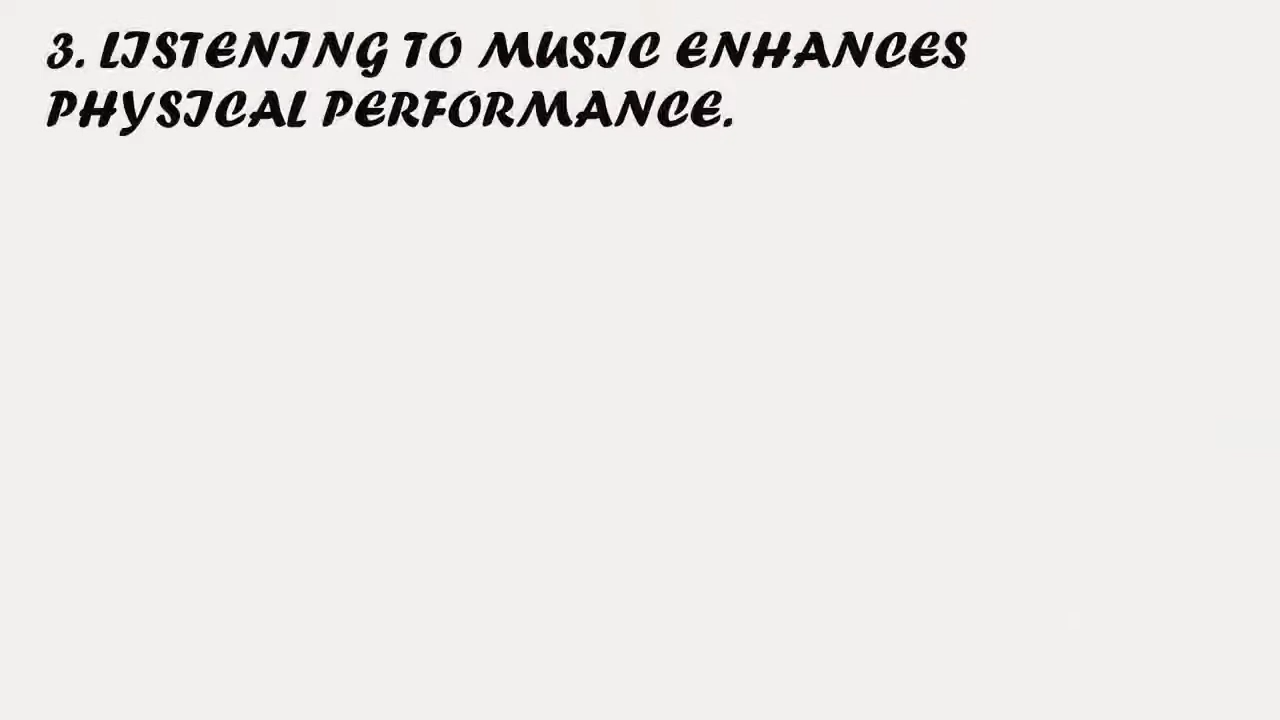 3. LISTENING TO MUSIC ENHANCES
PHYSICAL PERFORMANCE.